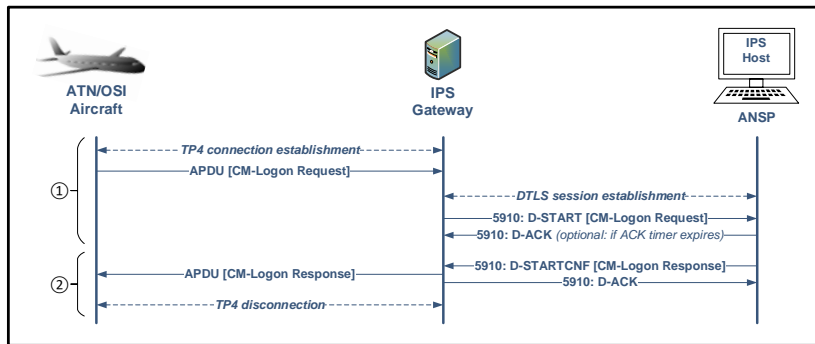 IPS
Host
ATN/OSI
Aircraft
IPS
Gateway
ANSP
TP4 connection establishment
①
APDU [CM-Logon Request]
DTLS session establishment
5910: D-START [CM-Logon Request]
5910: D-ACK (optional: if ACK timer expires)
②
5910: D-STARTCNF [CM-Logon Response]
APDU [CM-Logon Response]
5910: D-ACK
TP4 disconnection